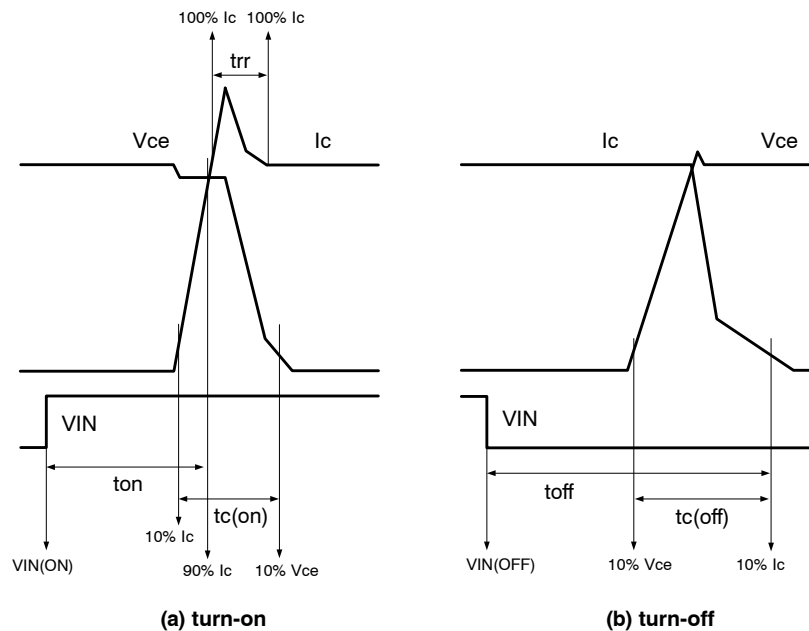 100% Ic 100% Ic
trr
Vce Ic
Ic Vce
VIN
VIN
ton
toff
tc(on)
tc(off)
10% Ic
VIN(ON)
90% Ic 10% Vce
VIN(OFF)
10% Vce 10% Ic
(a) turn-on
(b) turn-off